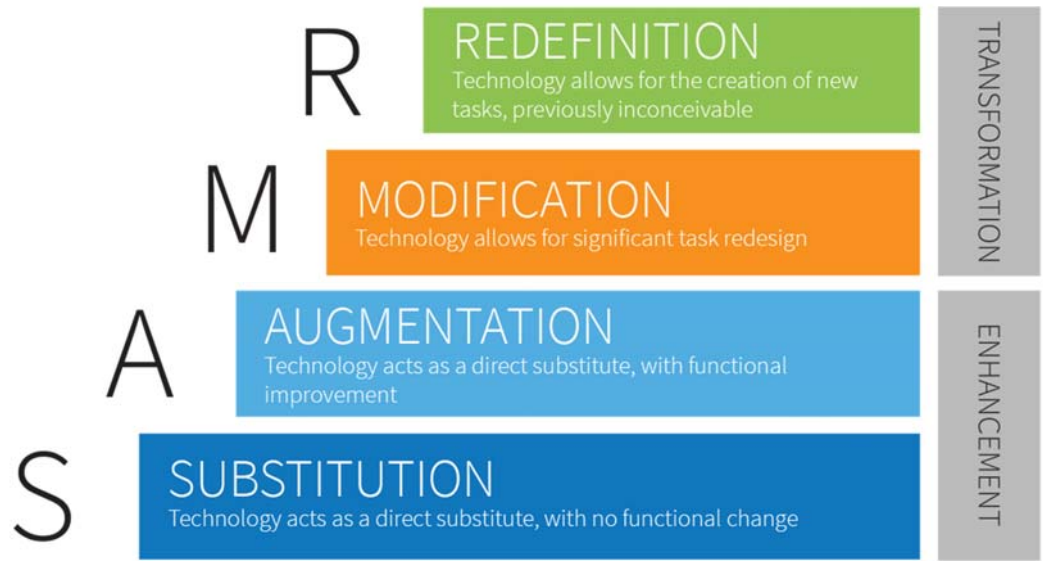 R
REDEFINITION
Technology allows for the creation of new
tasks, previously inconceivable
TRANSFORMATION
M
MODIFICATION
Technology allows for significant task redesign
A
AUGMENTATION
Technology acts as a direct substitute, with functional
improvement
ENHANCEMENT
S
SUBSTITUTION
Technology acts as a direct substitute, with no functional change